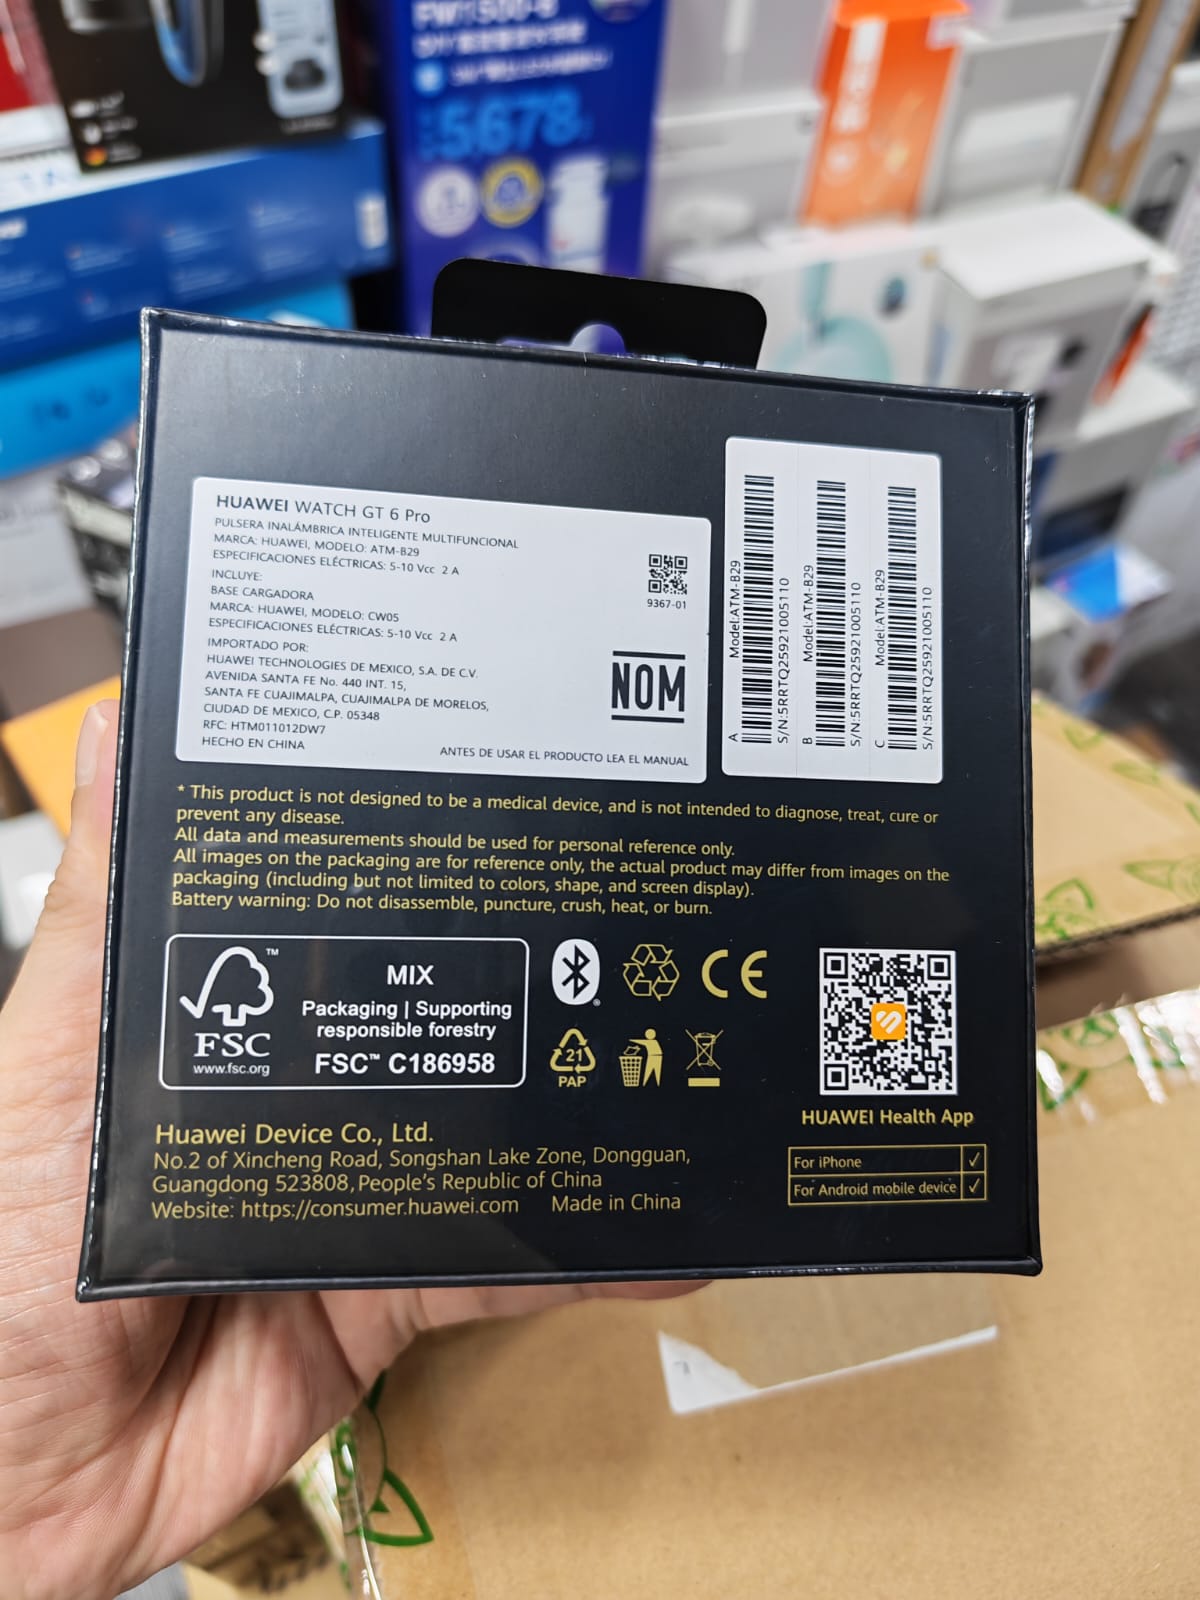 5678
HUAWEI WATCH GT 6 Pro
PULSERA INALÁMBRICA INTELIGENTE MULTIFUNCIONAL
MARCA: HUAWEI, MODELO: ATM-B29
ESPECIFICACIONES ELÉCTRICAS: 5-10 Vcc 2 A
INCLUYE:
BASE CARGADORA
MARCA: HUAWEI, MODELO: CW05
ESPECIFICACIONES ELÉCTRICAS: 5-10 Vcc 2 A
IMPORTADO POR:
HUAWEI TECHNOLOGIES DE MEXICO, S.A. DE C.V.
AVENIDA SANTA FE No. 440 INT. 15,
SANTA FE CUAJIMALPA, CUAJIMALPA DE MORELOS,
CIUDAD DE MEXICO, C.P. 05348
RFC: HTM011012DW7
HECHO EN CHINA
9367-01
NOM
ANTES DE USAR EL PRODUCTO LEA EL MANUAL
A
Model:ATM-B29
S/N:5RRTQ25921005110
B
Model:ATM-B29
S/N:5RRTQ25921005110
C
Model:ATM-B29
S/N:5RRTQ25921005110
* This product is not designed to be a medical device, and is not intended to diagnose, treat, cure or
prevent any disease.
All data and measurements should be used for personal reference only.
All images on the packaging are for reference only, the actual product may differ from images on the
packaging (including but not limited to colors, shape, and screen display).
Battery warning: Do not disassemble, puncture, crush, heat, or burn.
™
FSC
www.fsc.org
MIX
Packaging | Supporting
responsible forestry
FSC™ C186958
CE
21
PAP
HUAWEI Health App
For iPhone ✓
For Android mobile device ✓
Huawei Device Co., Ltd.
No.2 of Xincheng Road, Songshan Lake Zone, Dongguan,
Guangdong 523808, People's Republic of China
Website: https://consumer.huawei.com Made in China